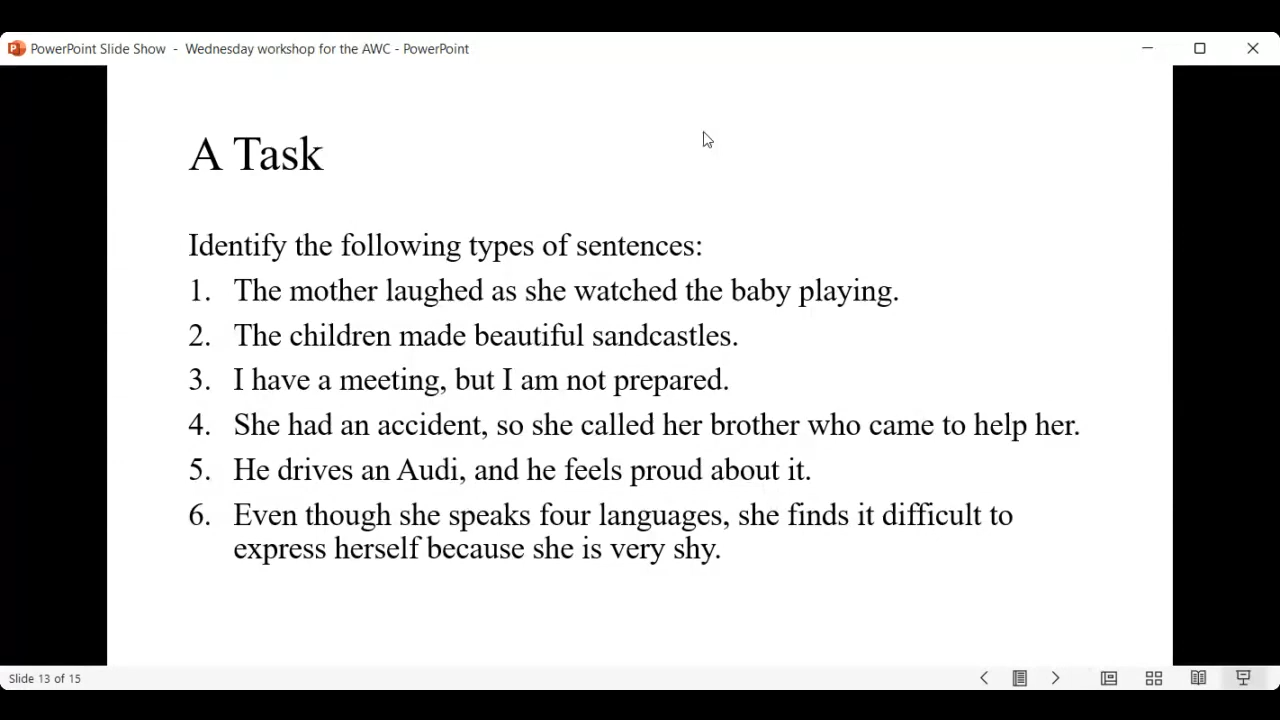 PowerPoint Slide Show - Wednesday workshop for the AWC - PowerPoint
A Task
Identify the following types of sentences:
1. The mother laughed as she watched the baby playing.
2. The children made beautiful sandcastles.
3. I have a meeting, but I am not prepared.
4. She had an accident, so she called her brother who came to help her.
5. He drives an Audi, and he feels proud about it.
6. Even though she speaks four languages, she finds it difficult to
express herself because she is very shy.
Slide 13 of 15